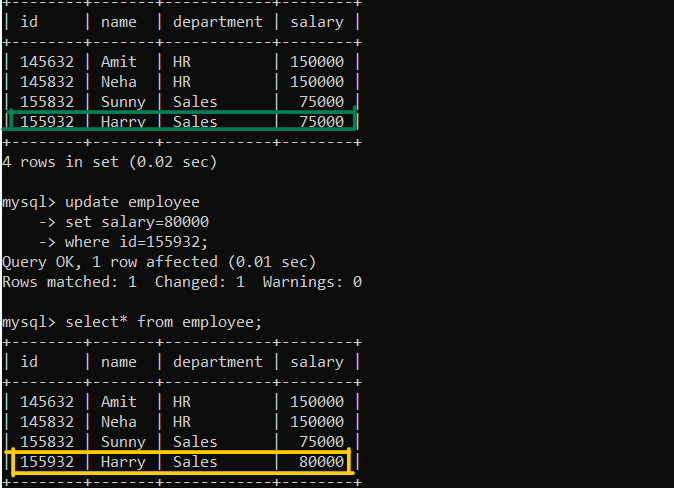 +--------+-------+------------+--------+
| id     | name  | department | salary |
+--------+-------+------------+--------+
| 145632 | Amit  | HR         | 150000 |
| 145832 | Neha  | HR         | 150000 |
| 155832 | Sunny | Sales      |  75000 |
| 155932 | Harry | Sales      |  75000 |
+--------+-------+------------+--------+
4 rows in set (0.02 sec)
mysql> update employee
    -> set salary=80000
    -> where id=155932;
Query OK, 1 row affected (0.01 sec)
Rows matched: 1  Changed: 1  Warnings: 0
mysql> select* from employee;
+--------+-------+------------+--------+
| id     | name  | department | salary |
+--------+-------+------------+--------+
| 145632 | Amit  | HR         | 150000 |
| 145832 | Neha  | HR         | 150000 |
| 155832 | Sunny | Sales      |  75000 |
| 155932 | Harry | Sales      |  80000 |
+--------+-------+------------+--------+